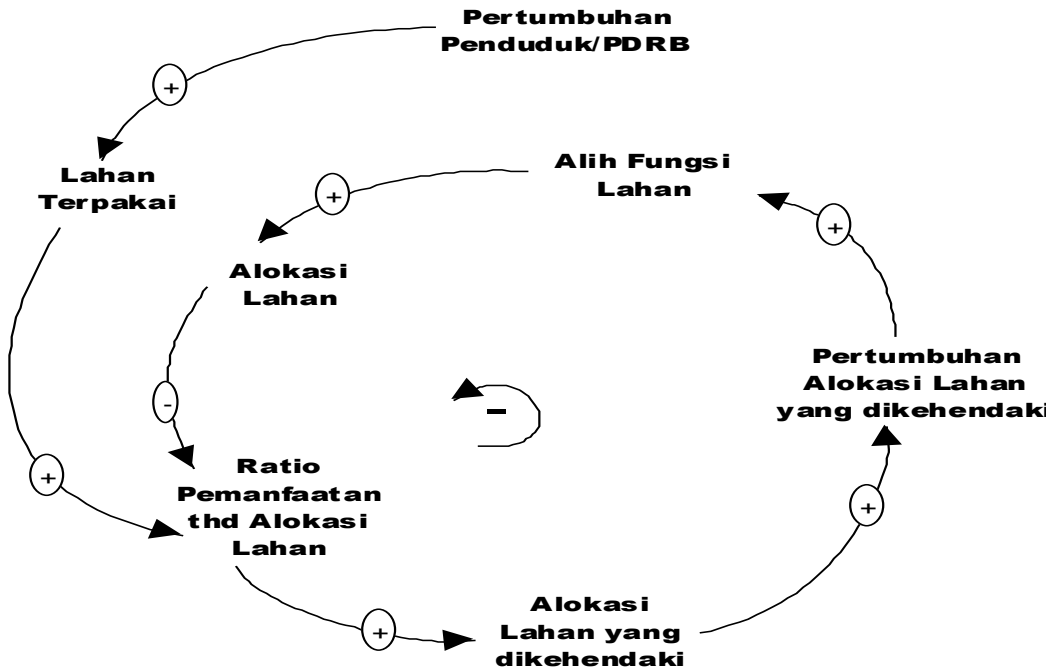 Pertumbuhan
Penduduk/PDRB
+
Alih Fungsi
Lahan
Lahan
Terpakai
+
+
Alokasi
Lahan
Pertumbuhan
Alokasi Lahan
yang dikehendaki
-
-
Ratio
Pemanfaatan
thd Alokasi
Lahan
+
+
Alokasi
Lahan yang
dikehendaki
+